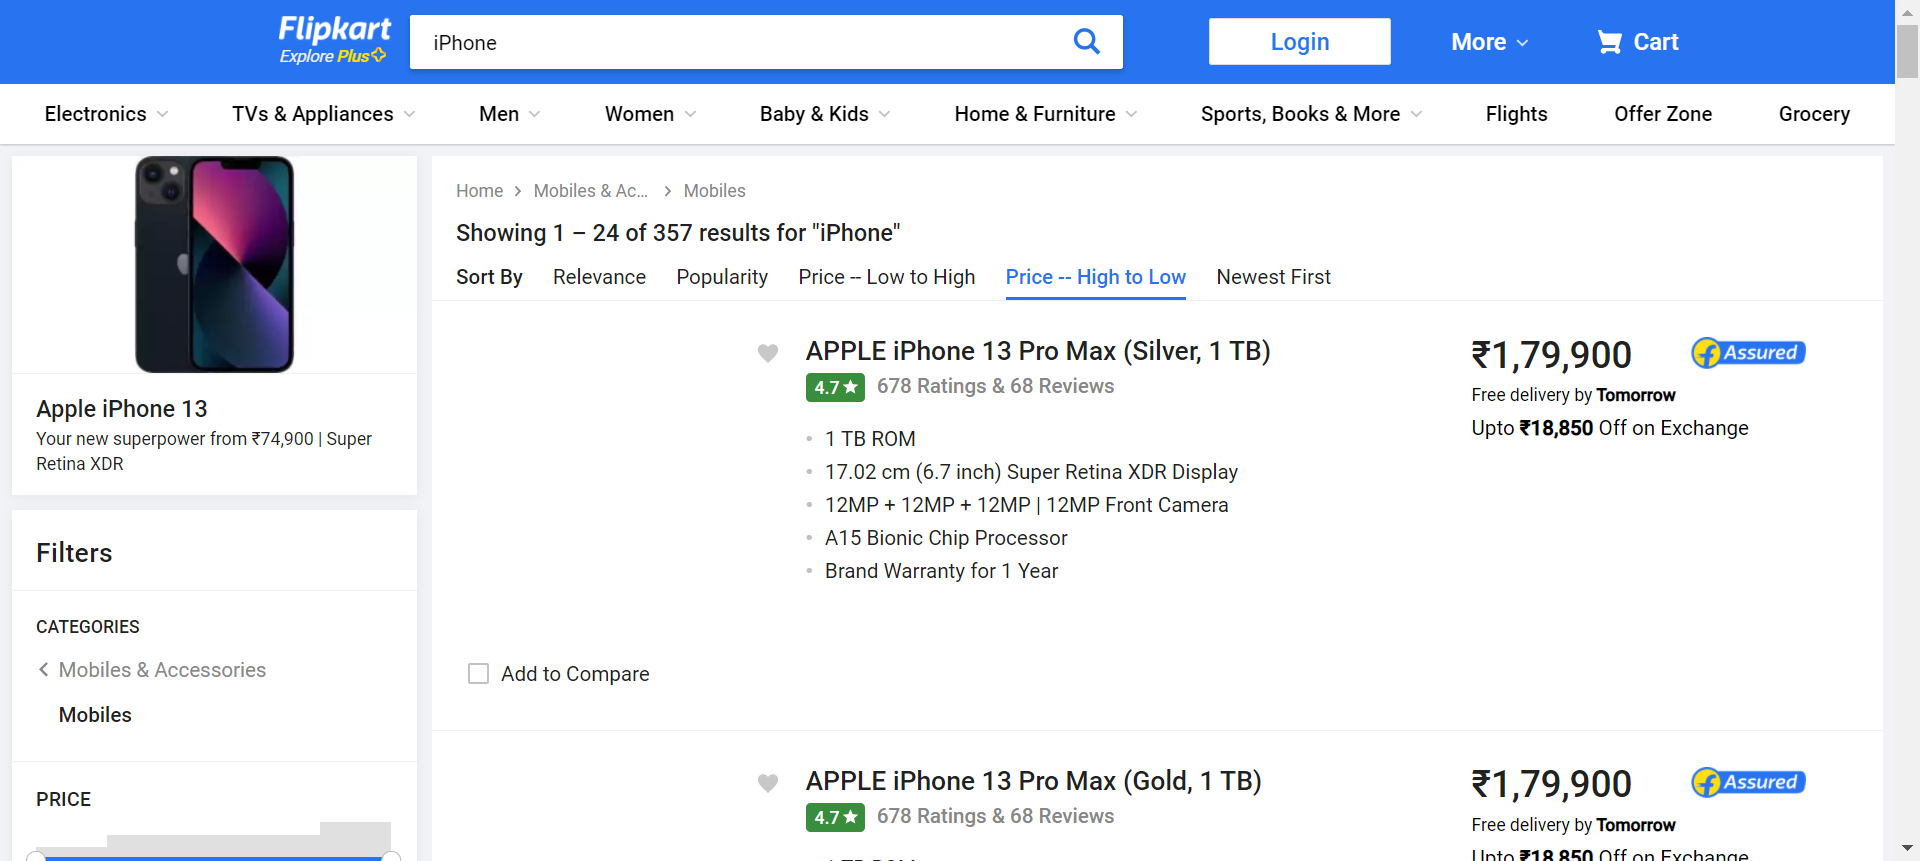 Flipkart
Explore Plus
iPhone
Login
More
Cart
Electronics
TVs & Appliances
Men
Women
Baby & Kids
Home & Furniture
Sports, Books & More
Flights
Offer Zone
Grocery
Apple iPhone 13
Your new superpower from ₹74,900 | Super
Retina XDR
Filters
CATEGORIES
Mobiles & Accessories
Mobiles
PRICE
Home
Mobiles & Ac...
Mobiles
Showing 1 – 24 of 357 results for "iPhone"
Sort By
Relevance
Popularity
Price -- Low to High
Price -- High to Low
Newest First
APPLE iPhone 13 Pro Max (Silver, 1 TB)
4.7★ 678 Ratings & 68 Reviews
• 1 TB ROM
• 17.02 cm (6.7 inch) Super Retina XDR Display
• 12MP + 12MP + 12MP | 12MP Front Camera
• A15 Bionic Chip Processor
• Brand Warranty for 1 Year
₹1,79,900
f Assured
Free delivery by Tomorrow
Upto ₹18,850 Off on Exchange
Add to Compare
APPLE iPhone 13 Pro Max (Gold, 1 TB)
4.7★ 678 Ratings & 68 Reviews
• 1 TB ROM
₹1,79,900
f Assured
Free delivery by Tomorrow
Upto ₹18,850 Off on Exchange